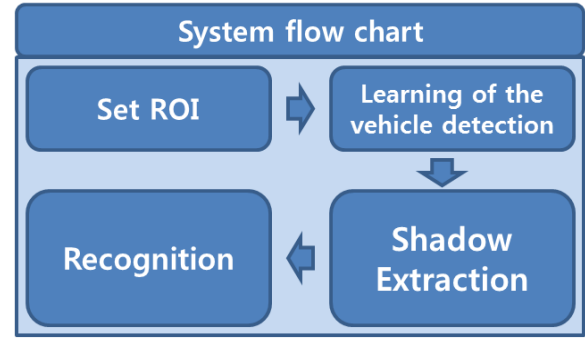 System flow chart
Set ROI
Learning of the
vehicle detection
Recognition
Shadow
Extraction